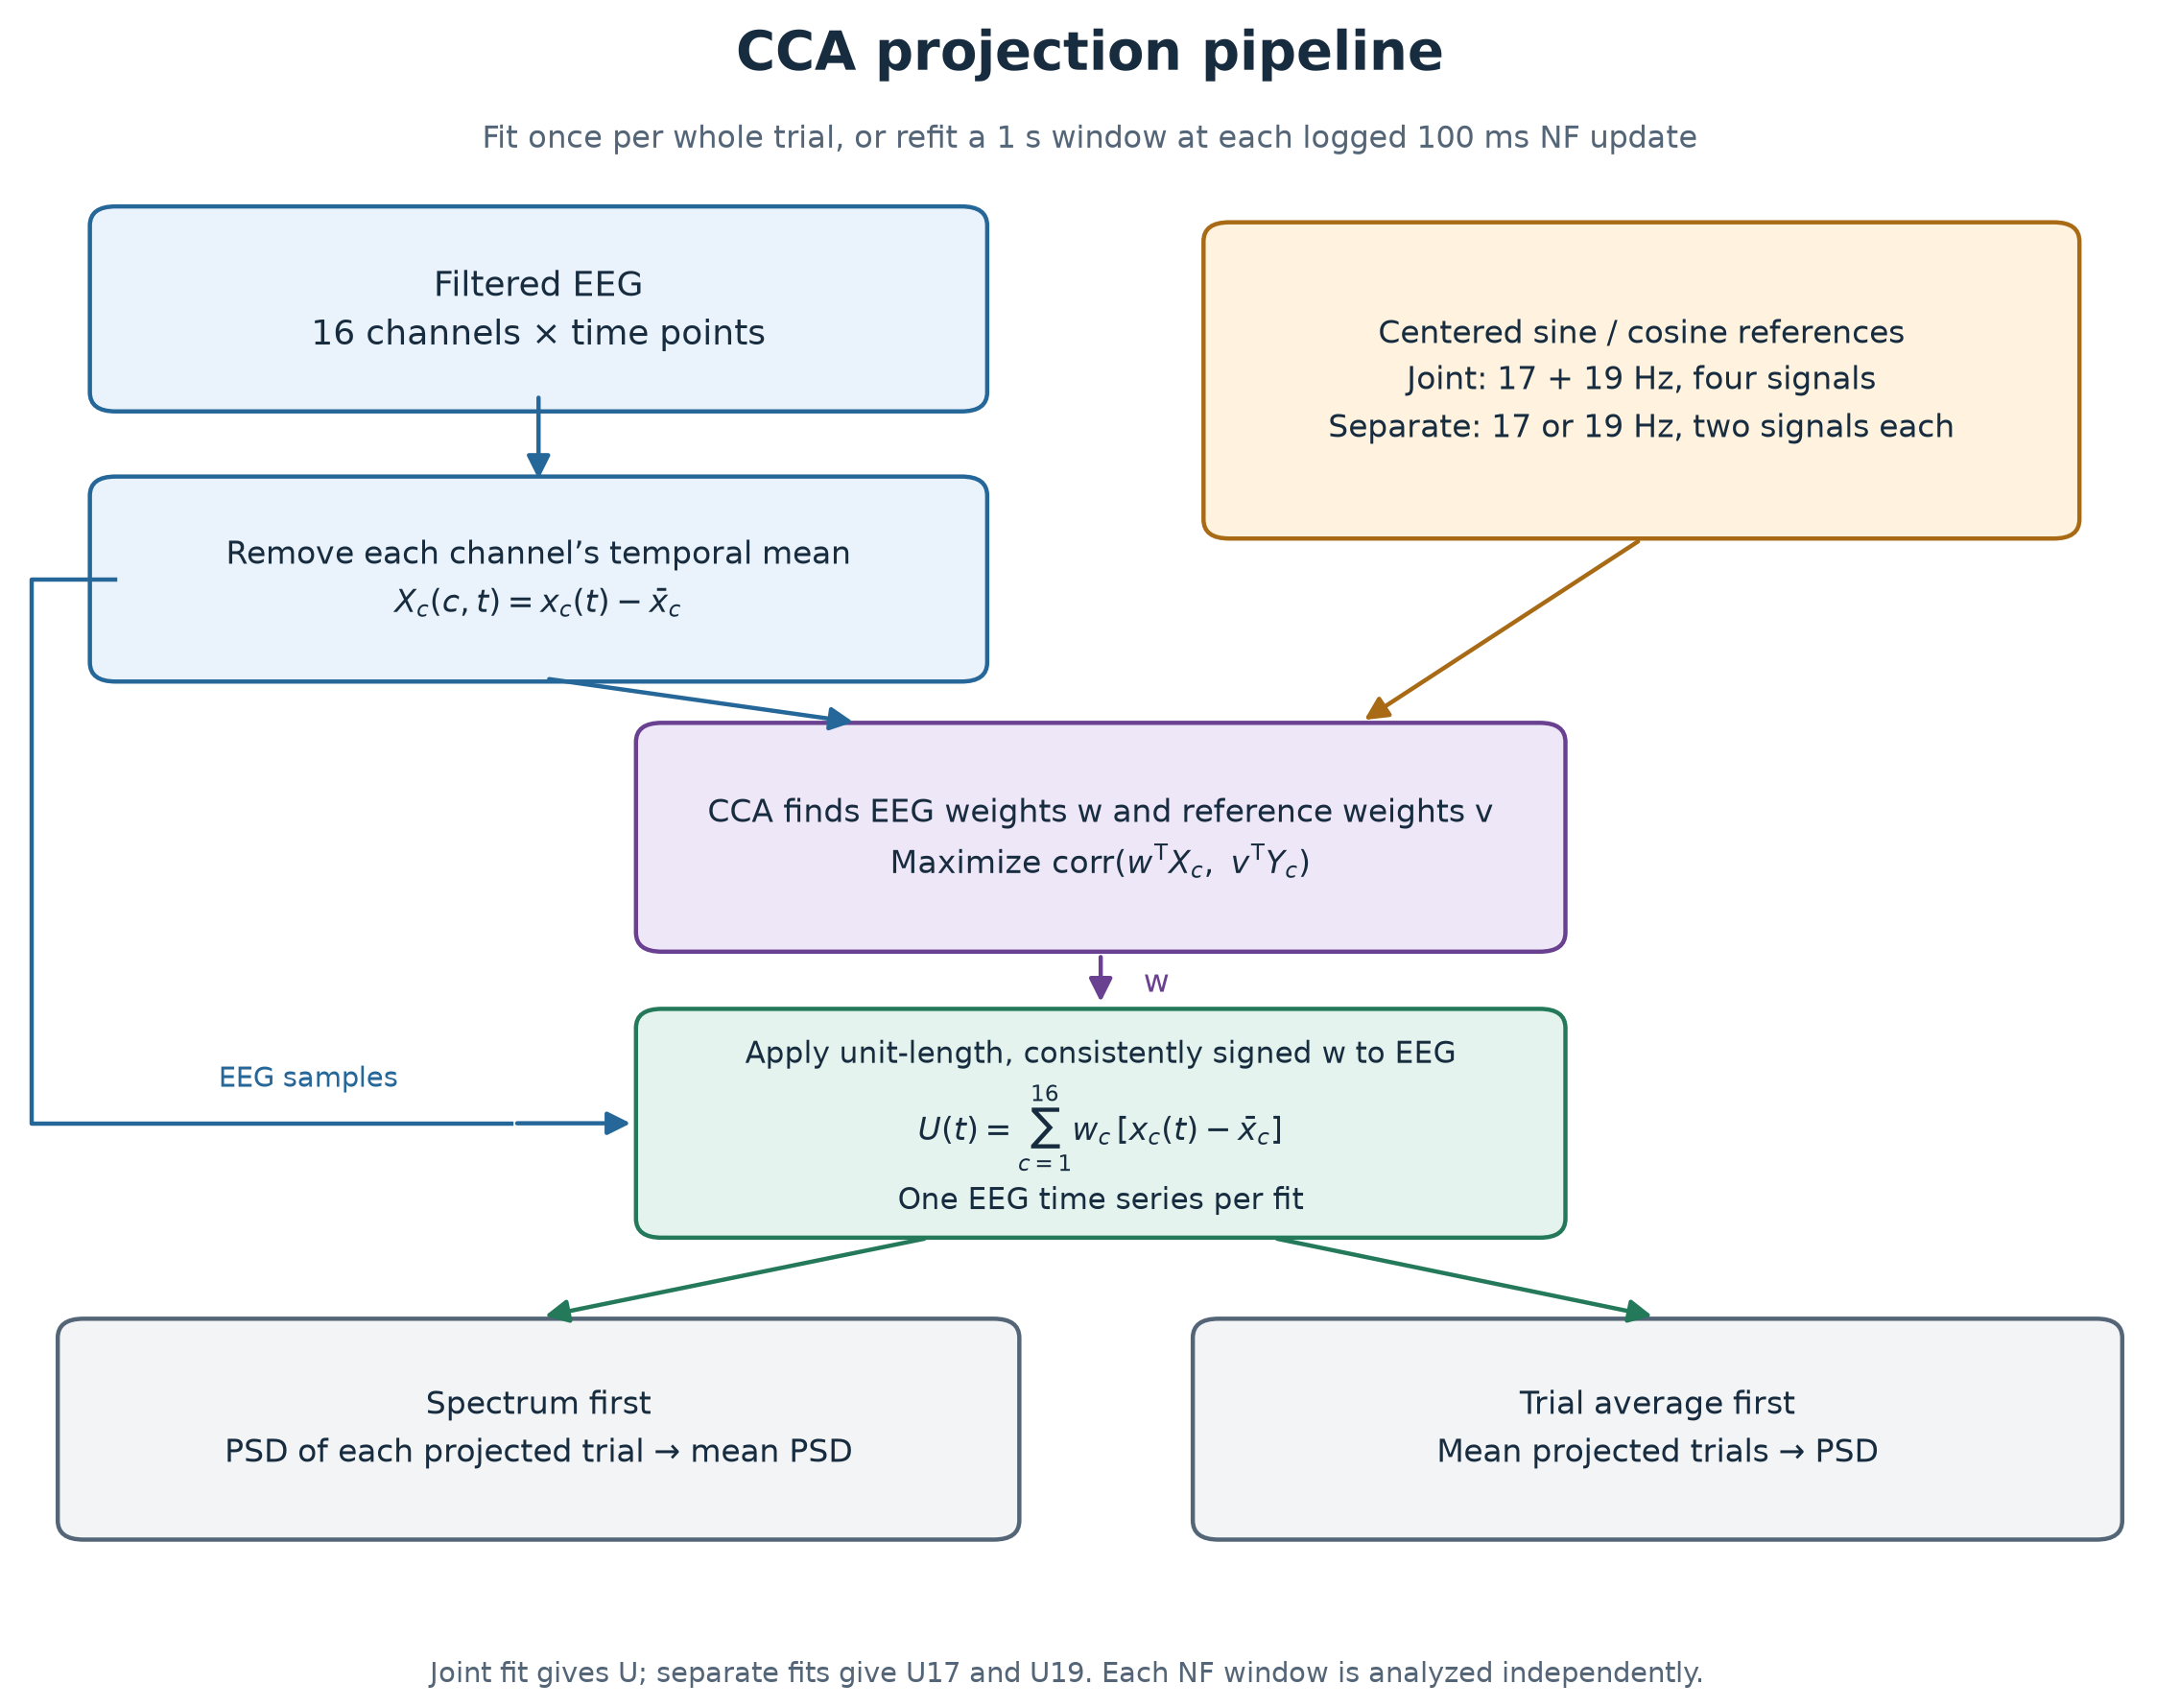 CCA projection pipeline
Fit once per whole trial, or refit a 1 s window at each logged 100 ms NF update
Filtered EEG
16 channels × time points
Centered sine / cosine references
Joint: 17 + 19 Hz, four signals
Separate: 17 or 19 Hz, two signals each
Remove each channel’s temporal mean
X_c(c, t) = x_c(t) − x̄_c
CCA finds EEG weights w and reference weights v
Maximize corr(wᵀX_c, vᵀY_c)
w
Apply unit-length, consistently signed w to EEG
U(t) = ∑_{c=1}^{16} w_c [x_c(t) − x̄_c]
One EEG time series per fit
EEG samples
Spectrum first
PSD of each projected trial → mean PSD
Trial average first
Mean projected trials → PSD
Joint fit gives U; separate fits give U17 and U19. Each NF window is analyzed independently.